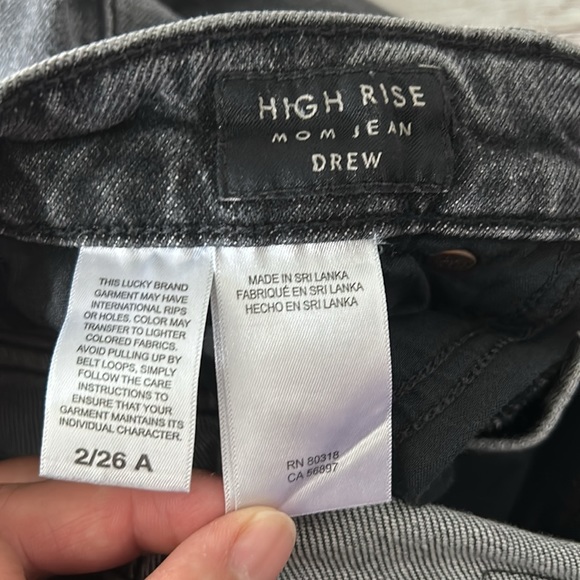 HIGH RISE
MOM JEAN
DREW
THIS LUCKY BRAND
GARMENT MAY HAVE
INTERNATIONAL RIPS
OR HOLES. COLOR MAY
TRANSFER TO LIGHTER
COLORED FABRICS.
AVOID PULLING UP BY
BELT LOOPS, SIMPLY
FOLLOW THE CARE
INSTRUCTIONS TO
ENSURE THAT YOUR
GARMENT MAINTAINS ITS
INDIVIDUAL CHARACTER.
2/26 A
MADE IN SRI LANKA
FABRIQUÉ EN SRI LANKA
HECHO EN SRI LANKA
RN 80318
CA 56897